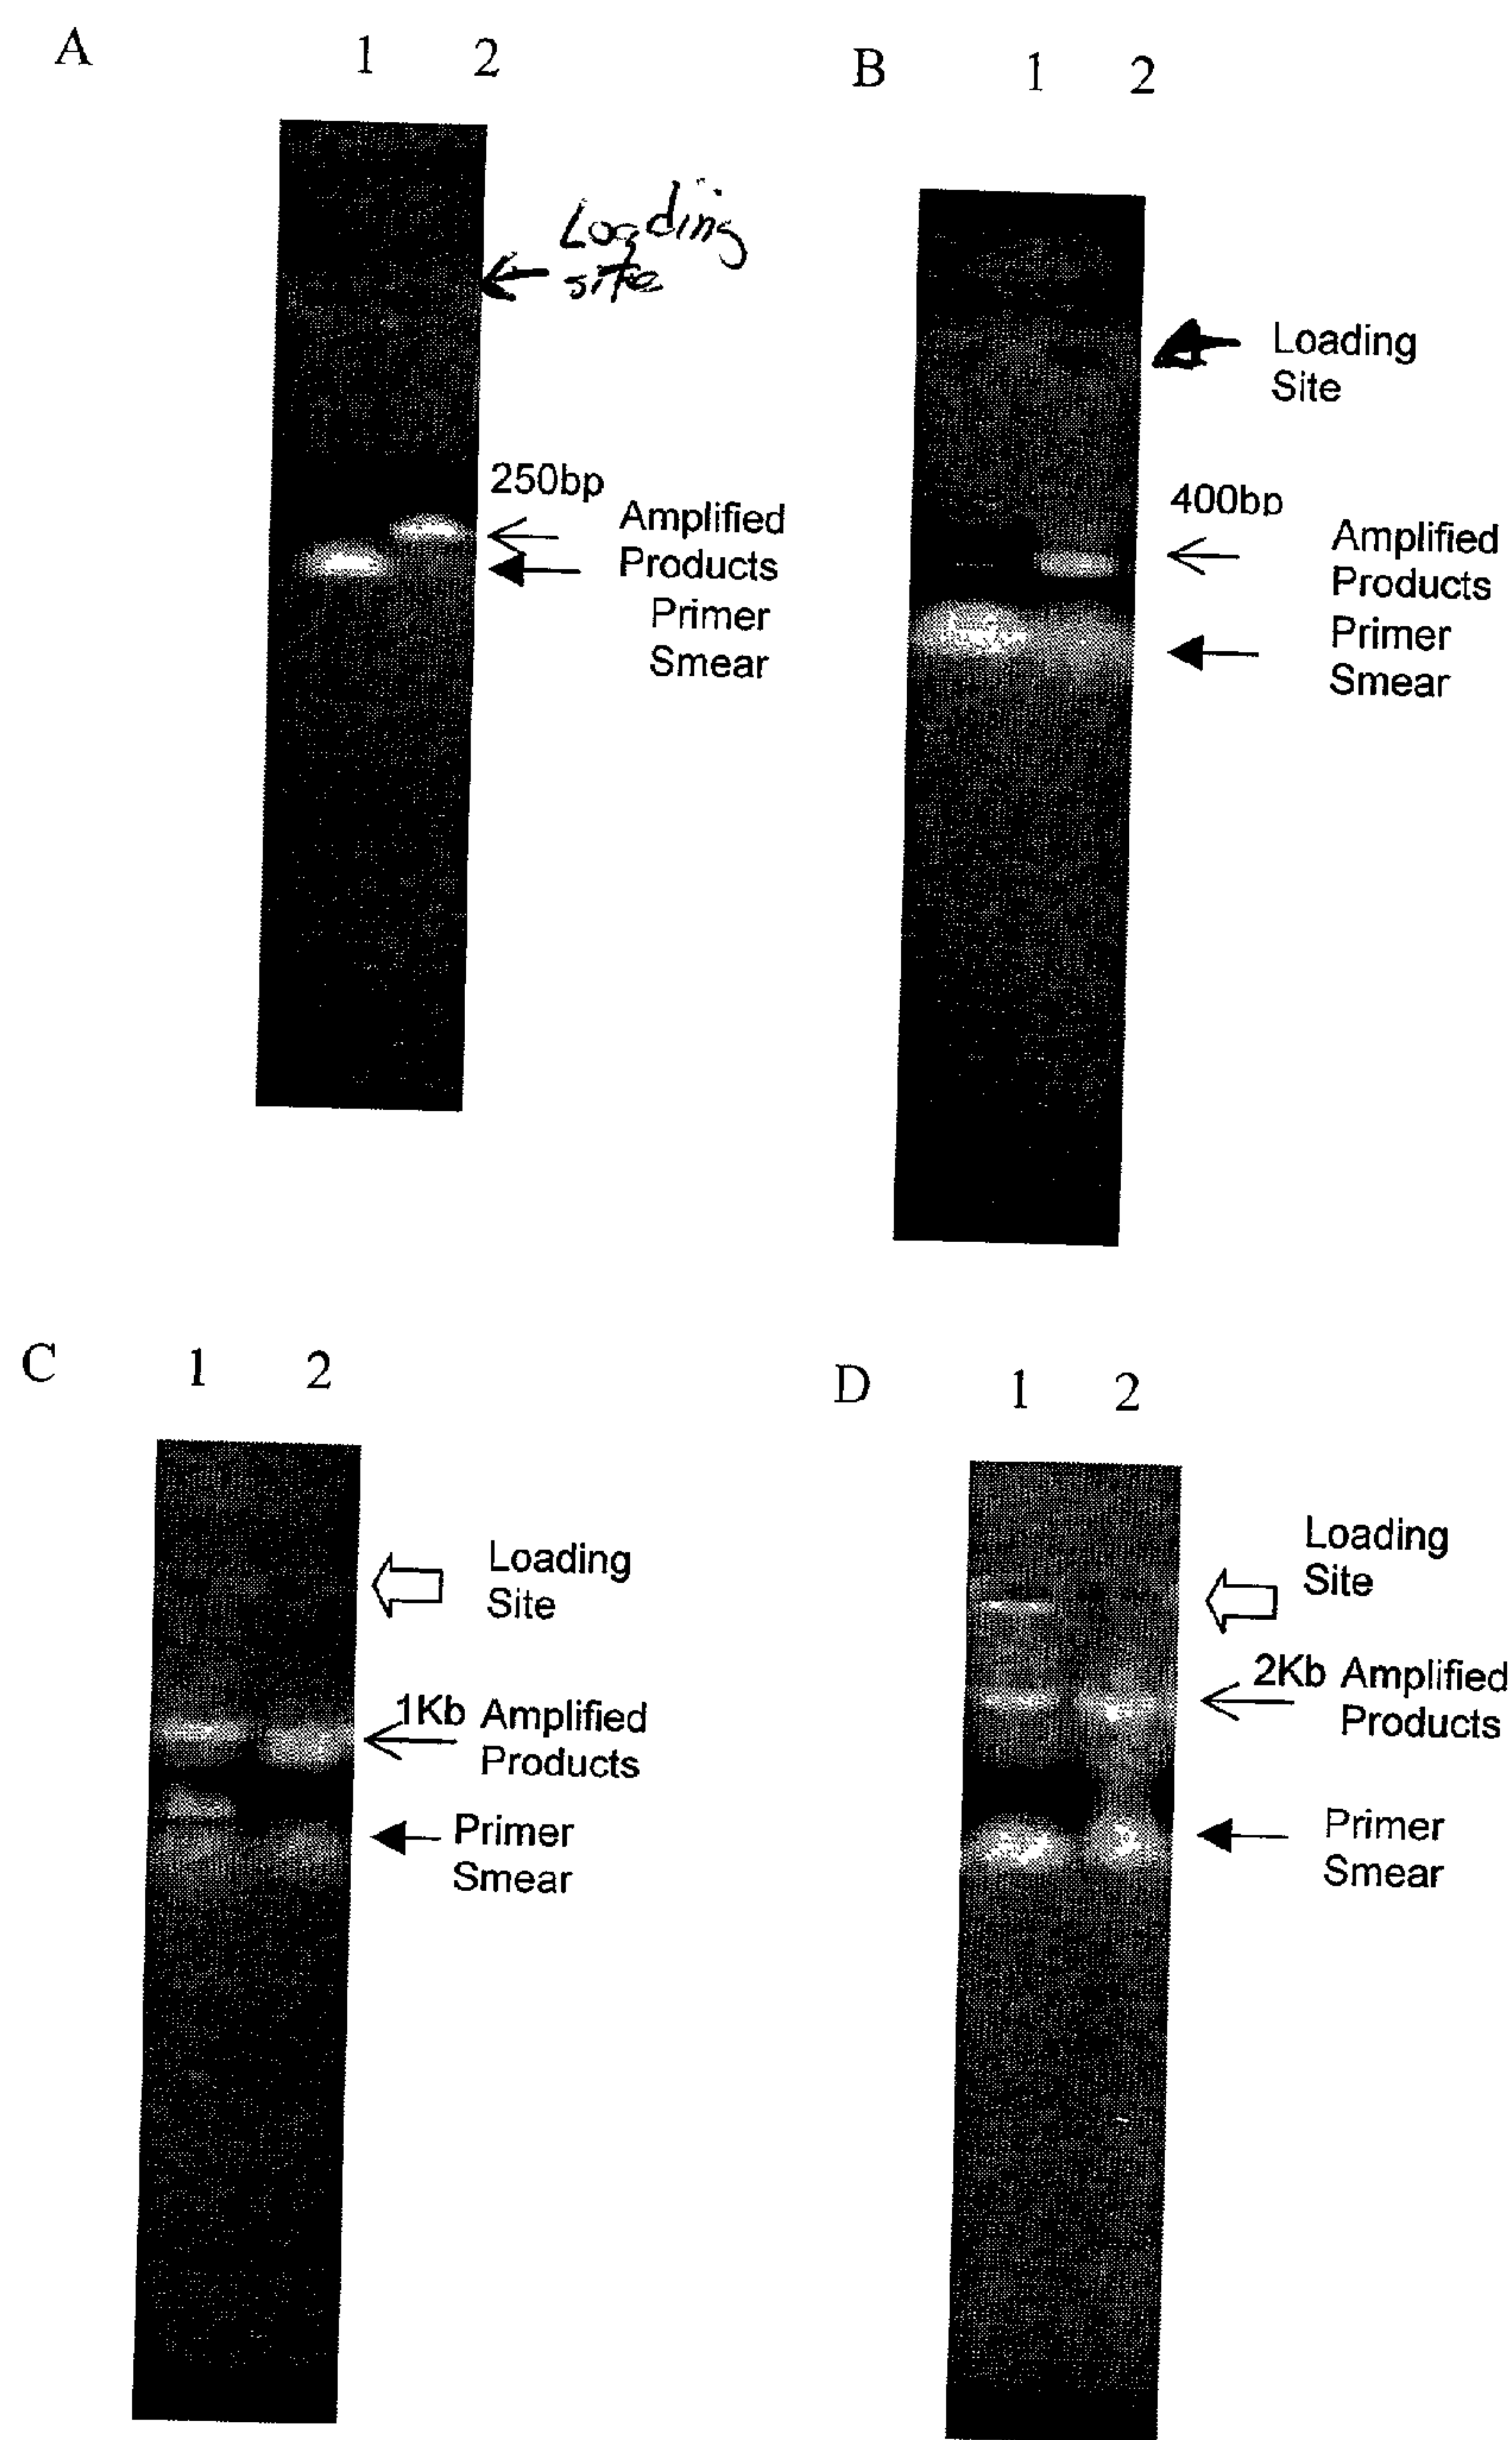 A
1 2
Loading
site
250bp
Amplified
Products
Primer
Smear
B
1 2
Loading
Site
400bp
Amplified
Products
Primer
Smear
C
1 2
Loading
Site
1Kb Amplified
Products
Primer
Smear
D
1 2
Loading
Site
2Kb Amplified
Products
Primer
Smear